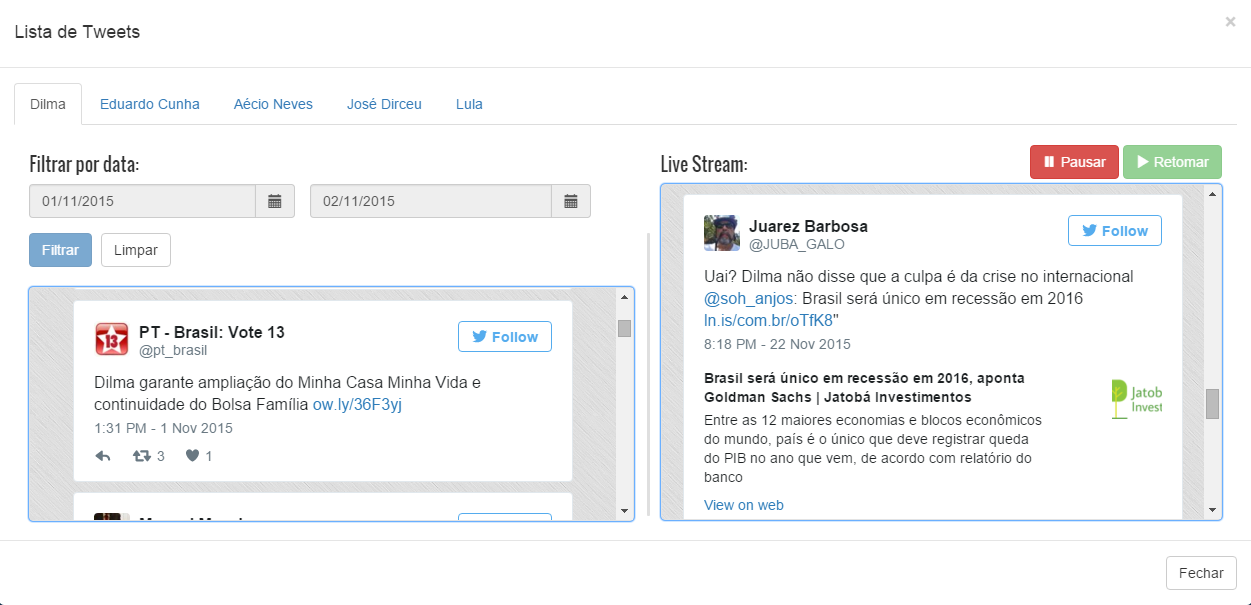 Lista de Tweets
×
Dilma
Eduardo Cunha
Aécio Neves
José Dirceu
Lula
Filtrar por data:
01/11/2015
02/11/2015
Filtrar
Limpar
13
PT - Brasil: Vote 13
@pt_brasil
Follow
Dilma garante ampliação do Minha Casa Minha Vida e
continuidade do Bolsa Família ow.ly/36F3yj
1:31 PM - 1 Nov 2015
3
1
Live Stream:
Pausar
Retomar
Juarez Barbosa
@JUBA_GALO
Follow
Uai? Dilma não disse que a culpa é da crise no internacional
@soh_anjos: Brasil será único em recessão em 2016
ln.is/com.br/oTfK8"
8:18 PM - 22 Nov 2015
Brasil será único em recessão em 2016, aponta
Goldman Sachs | Jatobá Investimentos
Entre as 12 maiores economias e blocos econômicos
do mundo, país é o único que deve registrar queda
do PIB no ano que vem, de acordo com relatório do
banco
View on web
Jatob
Invest
Fechar